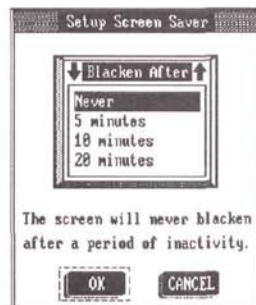 Setup Screen Saver
Blacken After
Never
5 minutes
10 minutes
20 minutes
The screen will never blacken
after a period of inactivity.
OK CANCEL